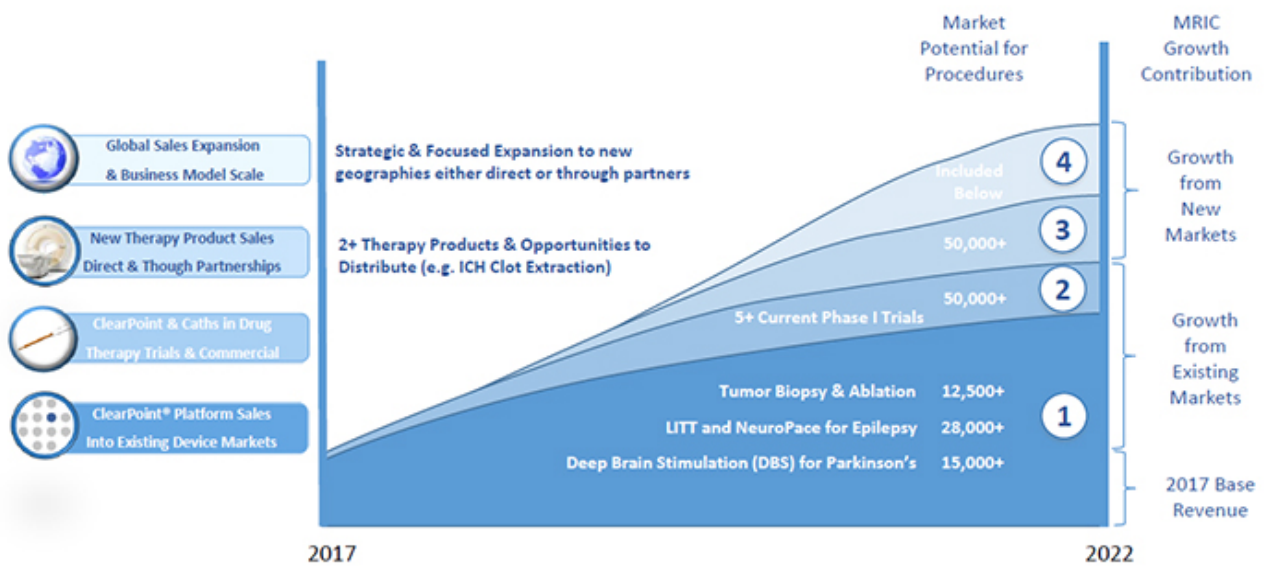 Market
Potential for
Procedures
MRIC
Growth
Contribution
Global Sales Expansion
& Business Model Scale
Strategic & Focused Expansion to new
geographies either direct or through partners
Included
Below
4
Growth
from
New
Markets
New Therapy Product Sales
Direct & Though Partnerships
2+ Therapy Products & Opportunities to
Distribute (e.g. ICH Clot Extraction)
50,000+
3
ClearPoint & Caths in Drug
Therapy Trials & Commercial
5+ Current Phase I Trials
50,000+
2
Growth
from
Existing
Markets
ClearPoint® Platform Sales
Into Existing Device Markets
Tumor Biopsy & Ablation 12,500+
LITT and NeuroPace for Epilepsy 28,000+
Deep Brain Stimulation (DBS) for Parkinson's 15,000+
1
2017 Base
Revenue
2017
2022